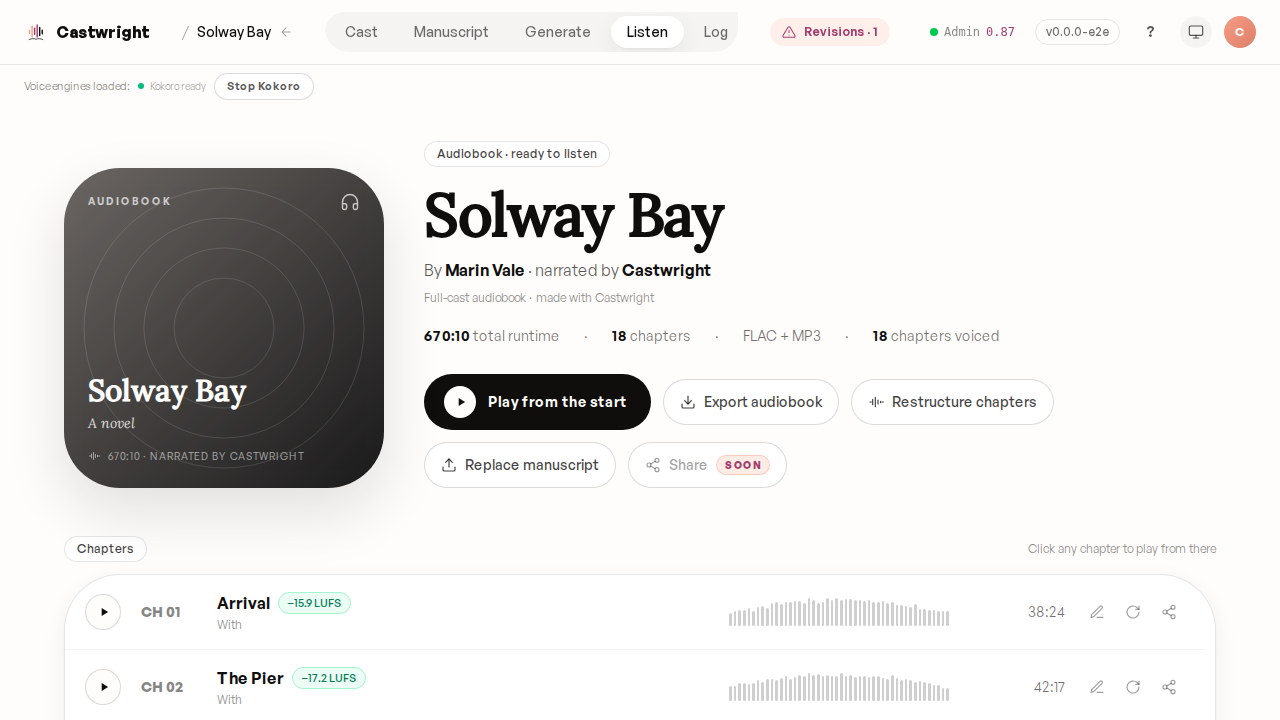 Castwright / Solway Bay ← Cast Manuscript Generate Listen Log Revisions · 1 Admin 0.87 v0.0.0-e2e ? C
Voice engines loaded: Kokoro ready Stop Kokoro
Audiobook · ready to listen
AUDIOBOOK
Solway Bay
By Marin Vale · narrated by Castwright
Full-cast audiobook · made with Castwright
670:10 total runtime · 18 chapters · FLAC + MP3 · 18 chapters voiced
Solway Bay
A novel
670:10 · NARRATED BY CASTWRIGHT
Play from the start Export audiobook Restructure chapters
Replace manuscript Share SOON
Chapters Click any chapter to play from there
CH 01 Arrival −15.9 LUFS 38:24
With
CH 02 The Pier −17.2 LUFS 42:17
With